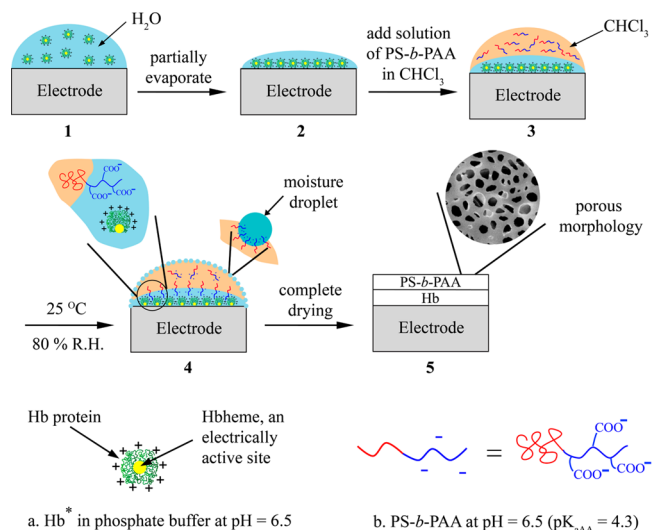 H₂O
Electrode
1
partially
evaporate
Electrode
2
add solution
of PS-b-PAA
in CHCl₃
CHCl₃
Electrode
3
25 ⁰C
80 % R.H.
COO⁻
COO⁻
COO⁻
+ + + + + + + +
moisture
droplet
Electrode
4
complete
drying
porous
morphology
PS-b-PAA
Hb
Electrode
5
Hb protein
Hbheme, an
electrically
active site
+ + + + + + + + + +
a. Hb* in phosphate buffer at pH = 6.5
− − −
=
COO⁻
COO⁻
COO⁻
b. PS-b-PAA at pH = 6.5 (pKaAA = 4.3)